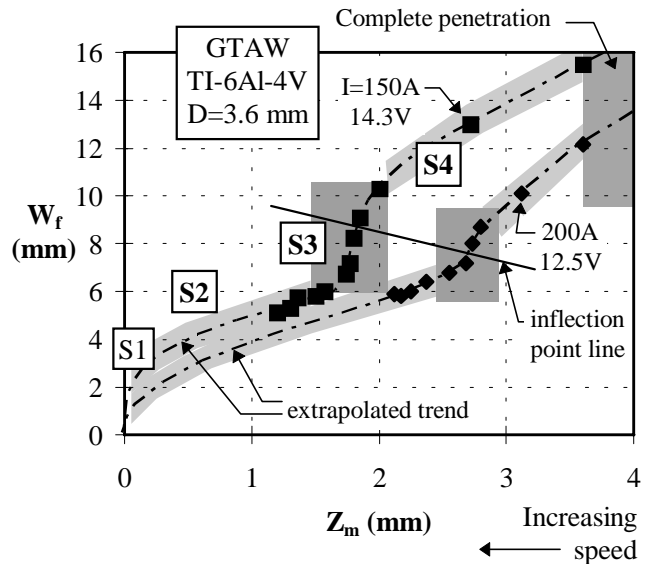 Complete penetration
16
14
12
10
8
6
4
2
0
W_f
(mm)
GTAW
TI-6Al-4V
D=3.6 mm
I=150A
14.3V
S4
S3
S2
S1
200A
12.5V
inflection
point line
extrapolated trend
0 1 2 3 4
Z_m (mm)
Increasing
speed